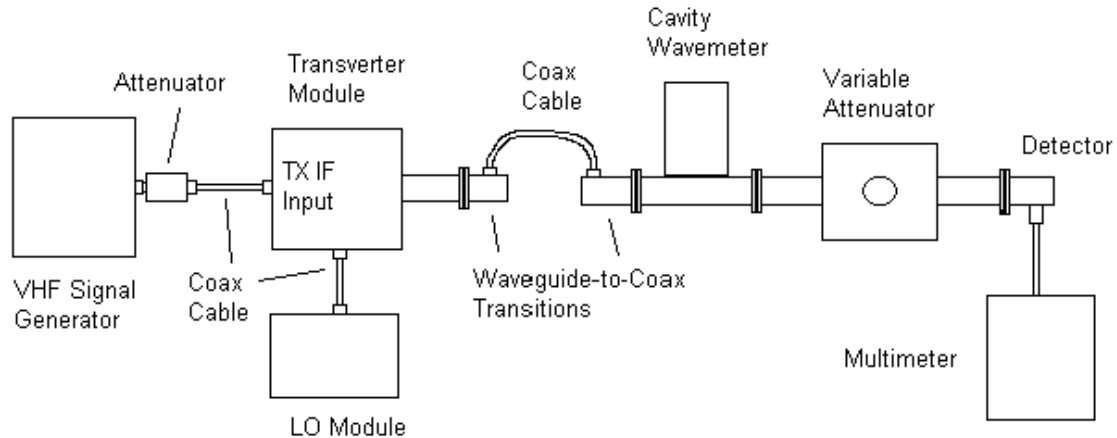 Cavity
Wavemeter
Attenuator
Transverter
Module
Coax
Cable
Variable
Attenuator
Detector
TX IF
Input
VHF Signal
Generator
Coax
Cable
Waveguide-to-Coax
Transitions
Multimeter
LO Module